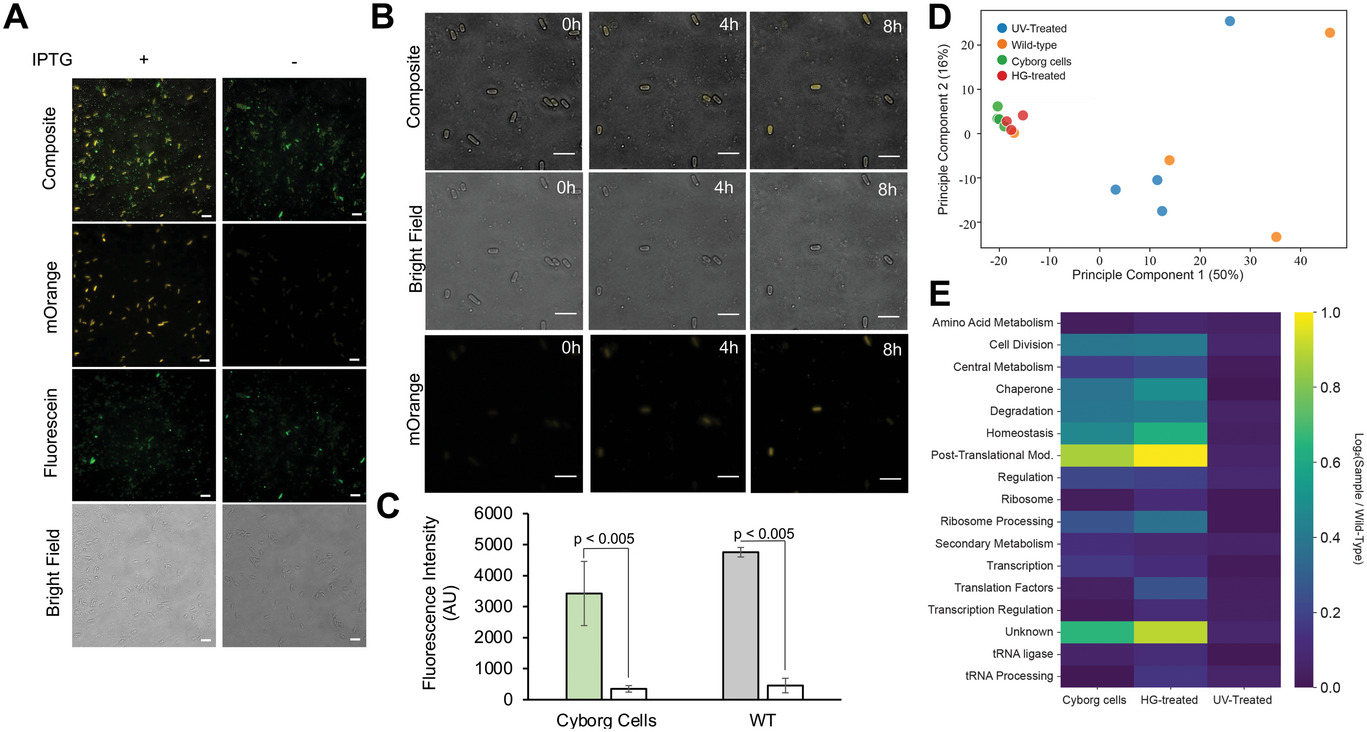 A
IPTG
+
-
Composite
mOrange
Fluorescein
Bright Field
B
Composite
0h
4h
8h
Bright Field
0h
4h
8h
mOrange
0h
4h
8h
C
Fluorescence Intensity
(AU)
6000
5000
4000
3000
2000
1000
0
p < 0.005
p < 0.005
Cyborg Cells
WT
D
Principle Component 2 (16%)
20
10
0
-10
-20
UV-Treated
Wild-type
Cyborg cells
HG-treated
-20
-10
0
10
20
30
40
Principle Component 1 (50%)
E
Amino Acid Metabolism
Cell Division
Central Metabolism
Chaperone
Degradation
Homeostasis
Post-Translational Mod.
Regulation
Ribosome
Ribosome Processing
Secondary Metabolism
Transcription
Translation Factors
Transcription Regulation
Unknown
tRNA ligase
tRNA Processing
Cyborg cells
HG-treated
UV-Treated
1.0
0.8
0.6
0.4
0.2
0.0
Log₂(Sample / Wild-Type)